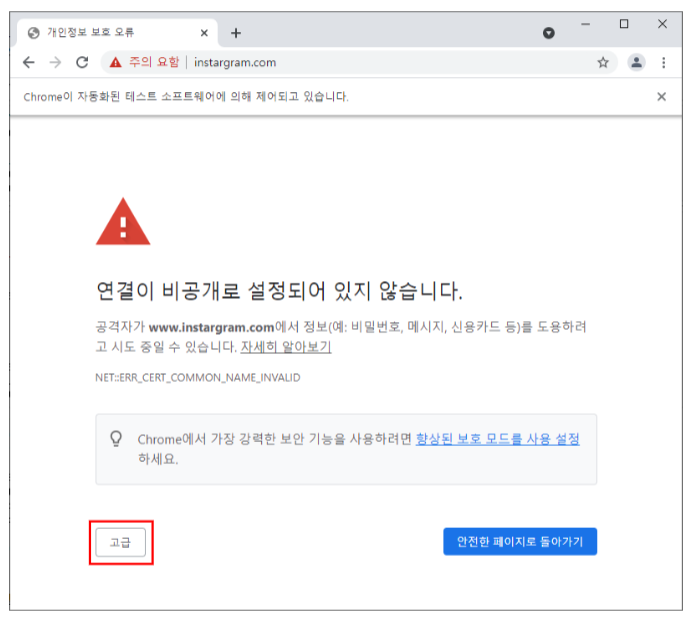 개인정보 보호 오류
주의 요함 | instargram.com
Chrome이 자동화된 테스트 소프트웨어에 의해 제어되고 있습니다.
연결이 비공개로 설정되어 있지 않습니다.
공격자가 www.instargram.com에서 정보(예: 비밀번호, 메시지, 신용카드 등)를 도용하려
고 시도 중일 수 있습니다. 자세히 알아보기
NET::ERR_CERT_COMMON_NAME_INVALID
Chrome에서 가장 강력한 보안 기능을 사용하려면 향상된 보호 모드를 사용 설정
하세요.
고급
안전한 페이지로 돌아가기